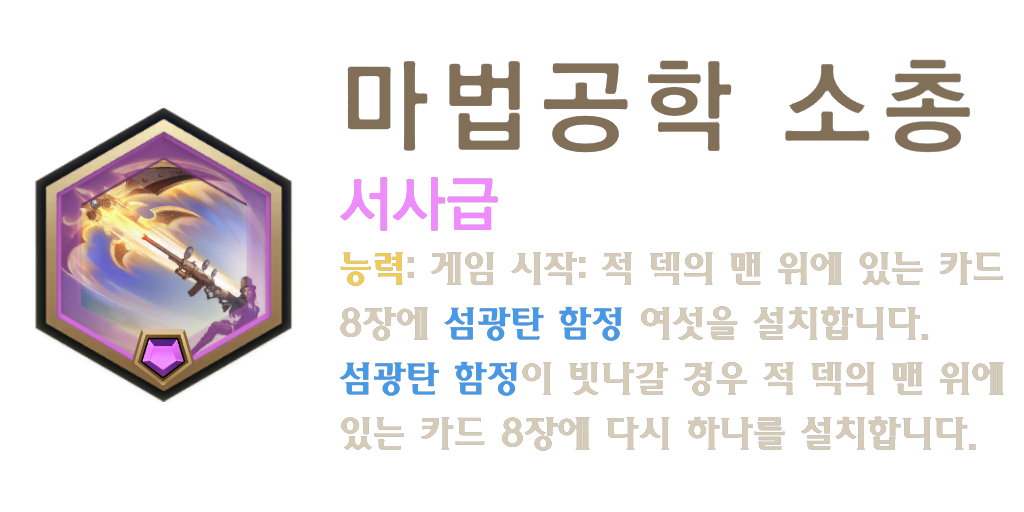 마법공학 소총
서사급
능력: 게임 시작: 적 덱의 맨 위에 있는 카드
8장에 섬광탄 함정 여섯을 설치합니다.
섬광탄 함정이 빗나갈 경우 적 덱의 맨 위에
있는 카드 8장에 다시 하나를 설치합니다.